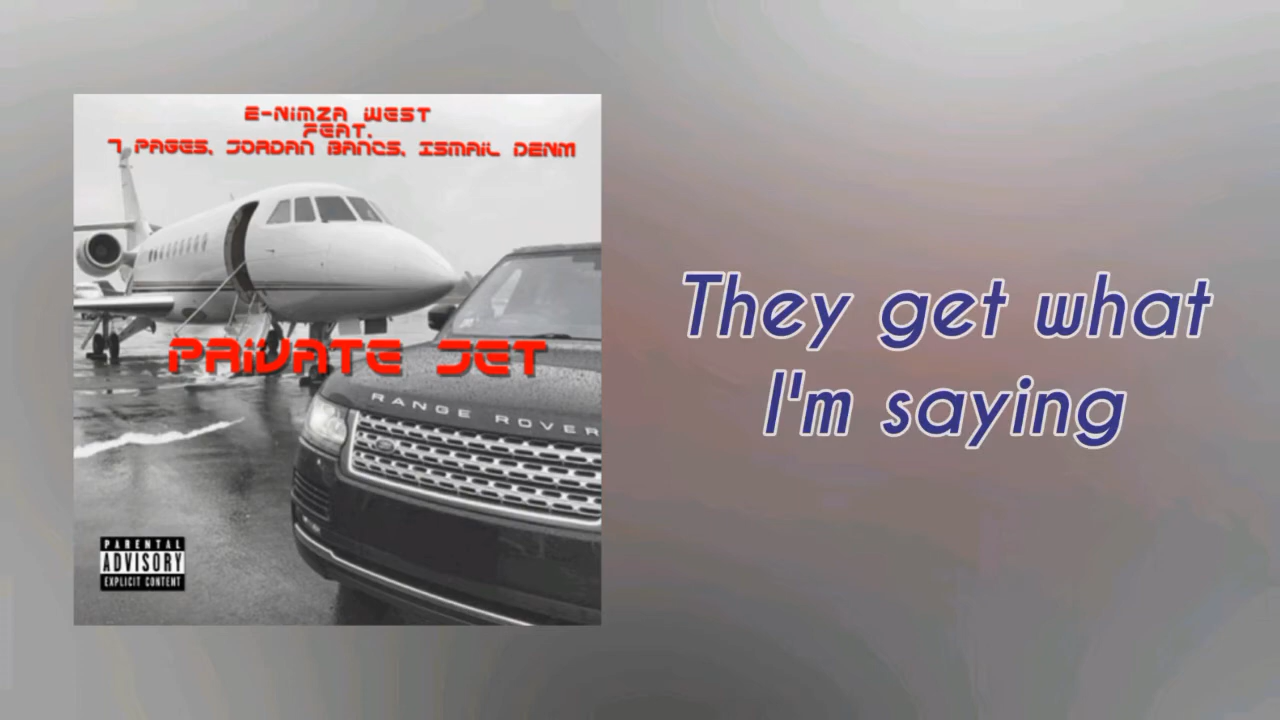 E-NiMZA WEST
FEAT.
7 PAGES, JORDAN BANCS, ISMAIL DENM
PRIVATE JET
RANGE ROVER
PARENTAL
ADVISORY
EXPLICIT CONTENT
They get what
I'm saying